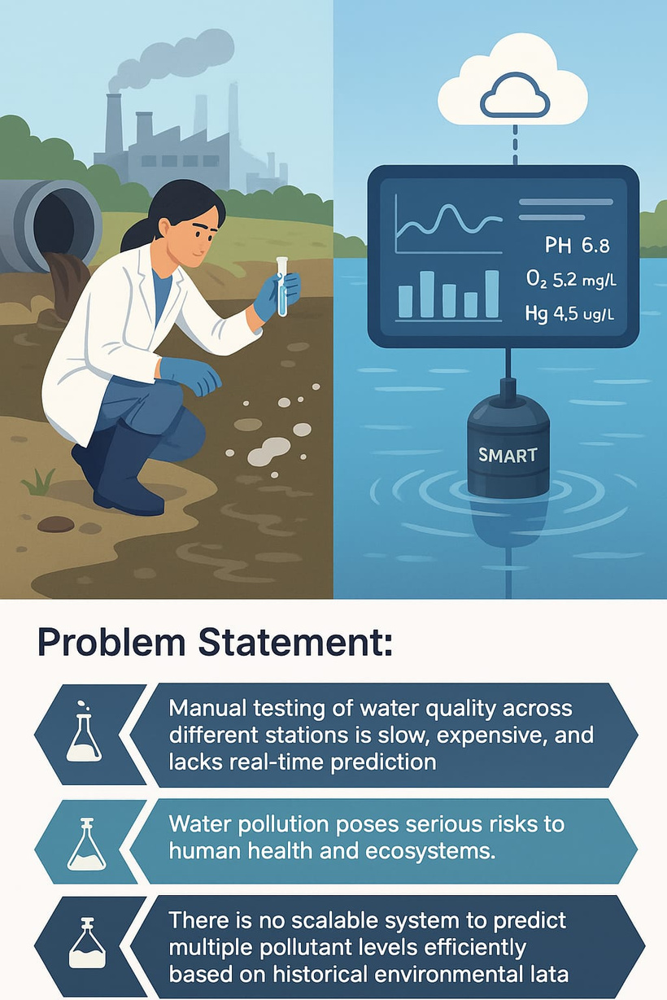 PH 6.8
O₂ 5.2 mg/L
Hg 4,5 ug/L
SMART
Problem Statement:
Manual testing of water quality across
different stations is slow, expensive, and
lacks real-time prediction
Water pollution poses serious risks to
human health and ecosystems.
There is no scalable system to predict
multiple pollutant levels efficiently
based on historical environmental lata